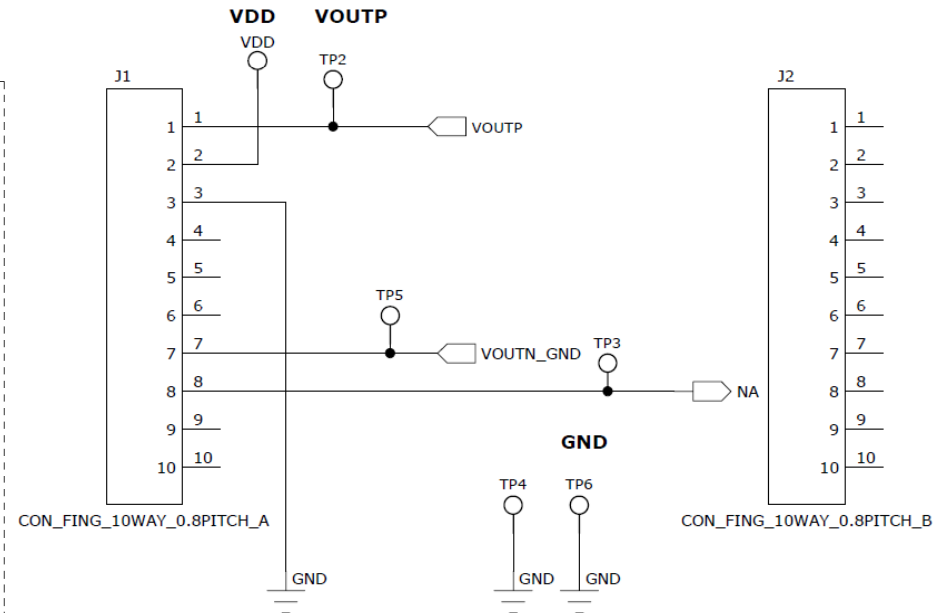 VDD VOUTP
VDD
TP2
J1
J2
1 1
VOUTP
1 1
2 2
2 2
3 3
3 3
4 4
4 4
5 5
5 5
TP5
6 6
6 6
TP3
7 7
VOUTN_GND
7 7
8 8
NA
8 8
9 9
9 9
GND
10 10
10 10
TP4 TP6
CON_FING_10WAY_0.8PITCH_A
CON_FING_10WAY_0.8PITCH_B
GND
GND
GND